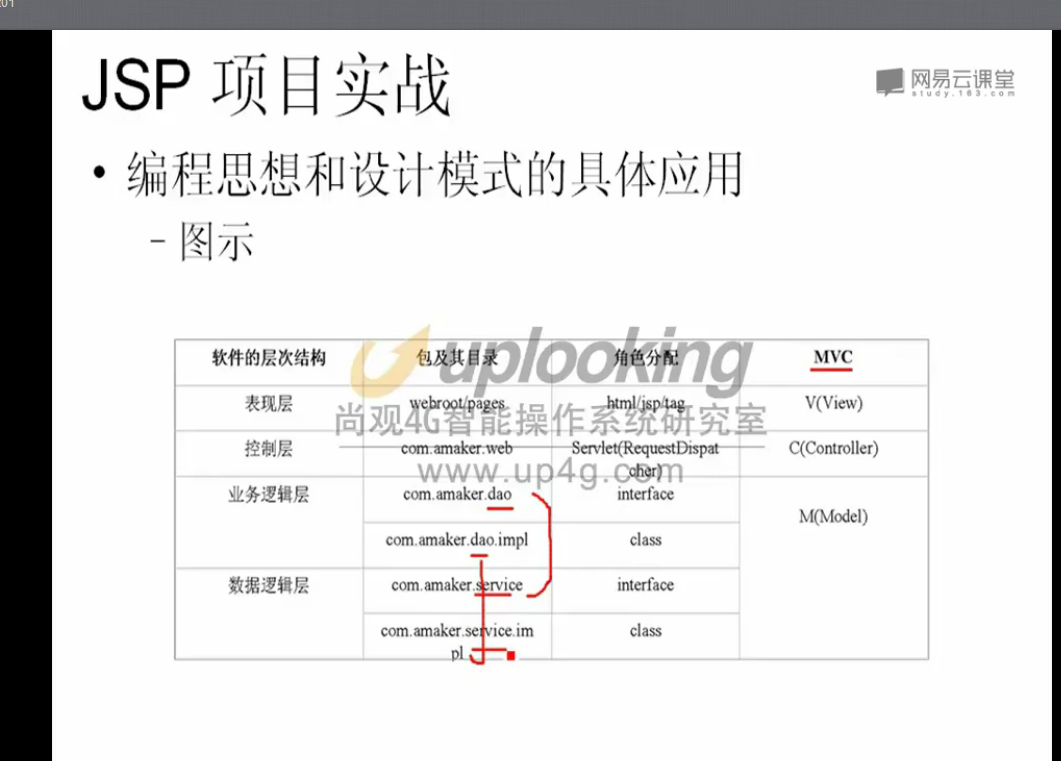 201
JSP 项目实战
网易云课堂
study.163.com
• 编程思想和设计模式的具体应用
– 图示
uplooking
尚观4G智能操作系统研究室
www.up4g.com
软件的层次结构 包及其目录 角色分配 MVC
表现层 webroot/pages html/jsp/tag V(View)
控制层 com.amaker.web Servlet(RequestDispat
cher) C(Controller)
业务逻辑层 com.amaker.dao interface M(Model)
com.amaker.dao.impl class
数据逻辑层 com.amaker.service interface
com.amaker.service.im
pl class